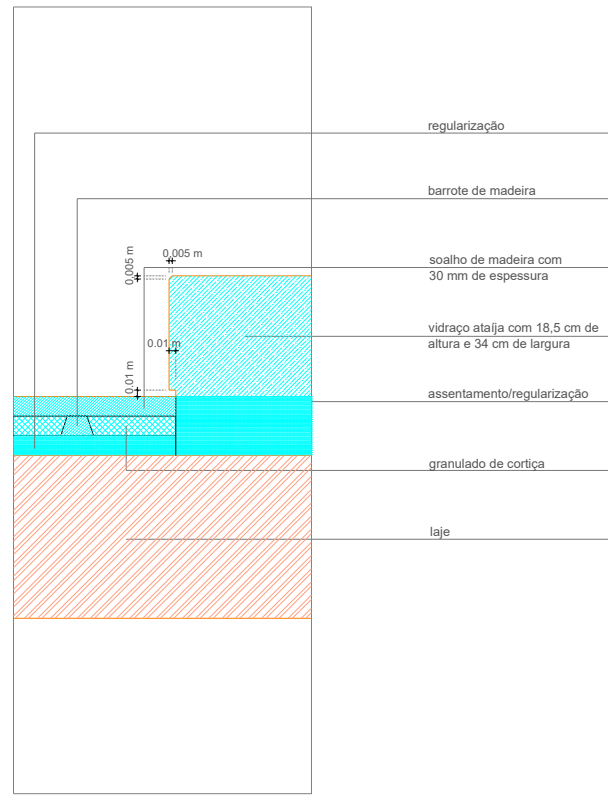 regularização
barrote de madeira
0,005 m
0,005 m
soalho de madeira com
30 mm de espessura
vidraço ataíja com 18,5 cm de
altura e 34 cm de largura
0.01 m
0.01 m
assentamento/regularização
granulado de cortiça
laje